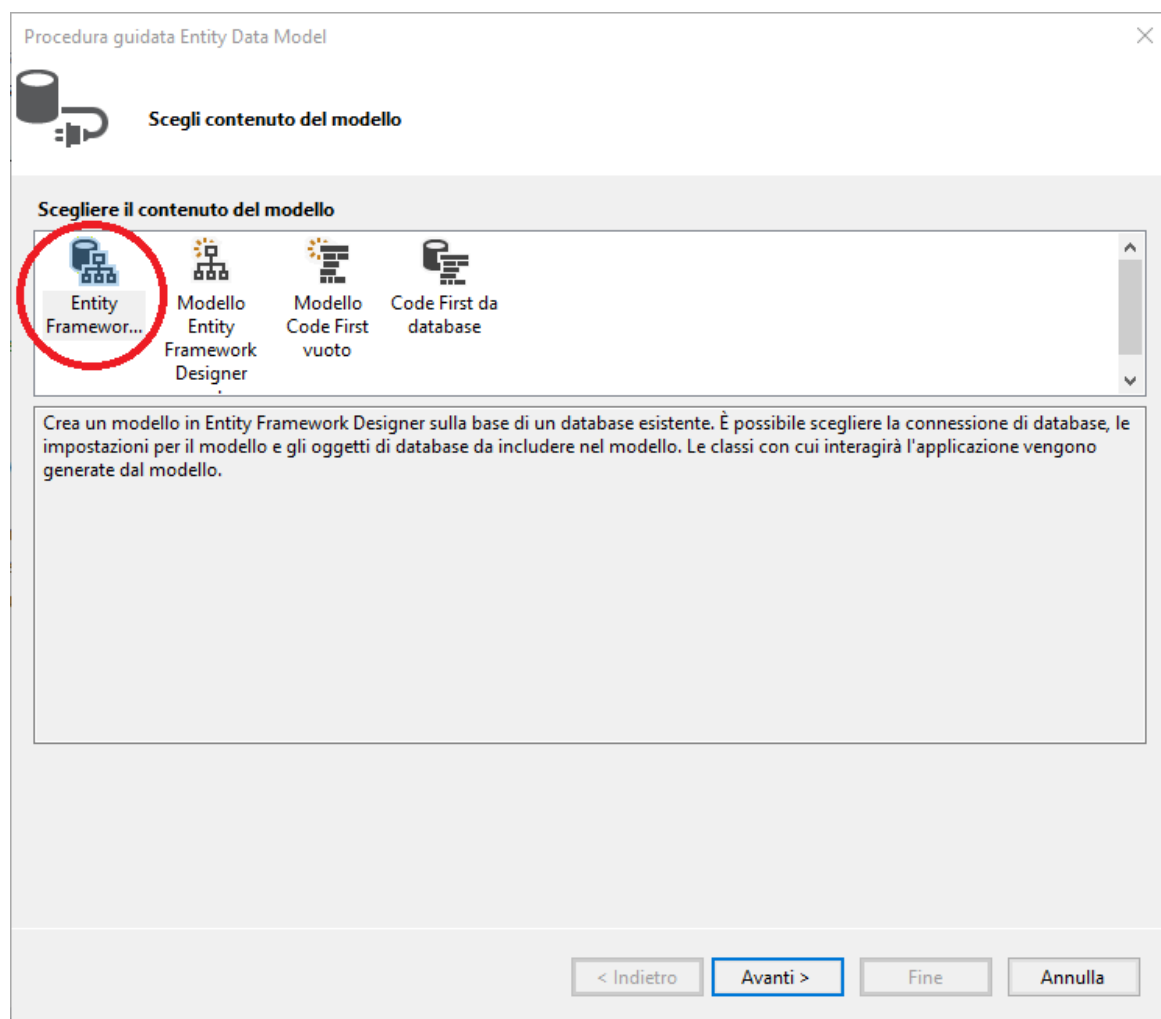 Procedura guidata Entity Data Model
Scegli contenuto del modello
Scegliere il contenuto del modello
Entity
Framewor...
Modello
Entity
Framework
Designer
Modello
Code First
vuoto
Code First da
database
Crea un modello in Entity Framework Designer sulla base di un database esistente. È possibile scegliere la connessione di database, le
impostazioni per il modello e gli oggetti di database da includere nel modello. Le classi con cui interagirà l'applicazione vengono
generate dal modello.
< Indietro
Avanti >
Fine
Annulla